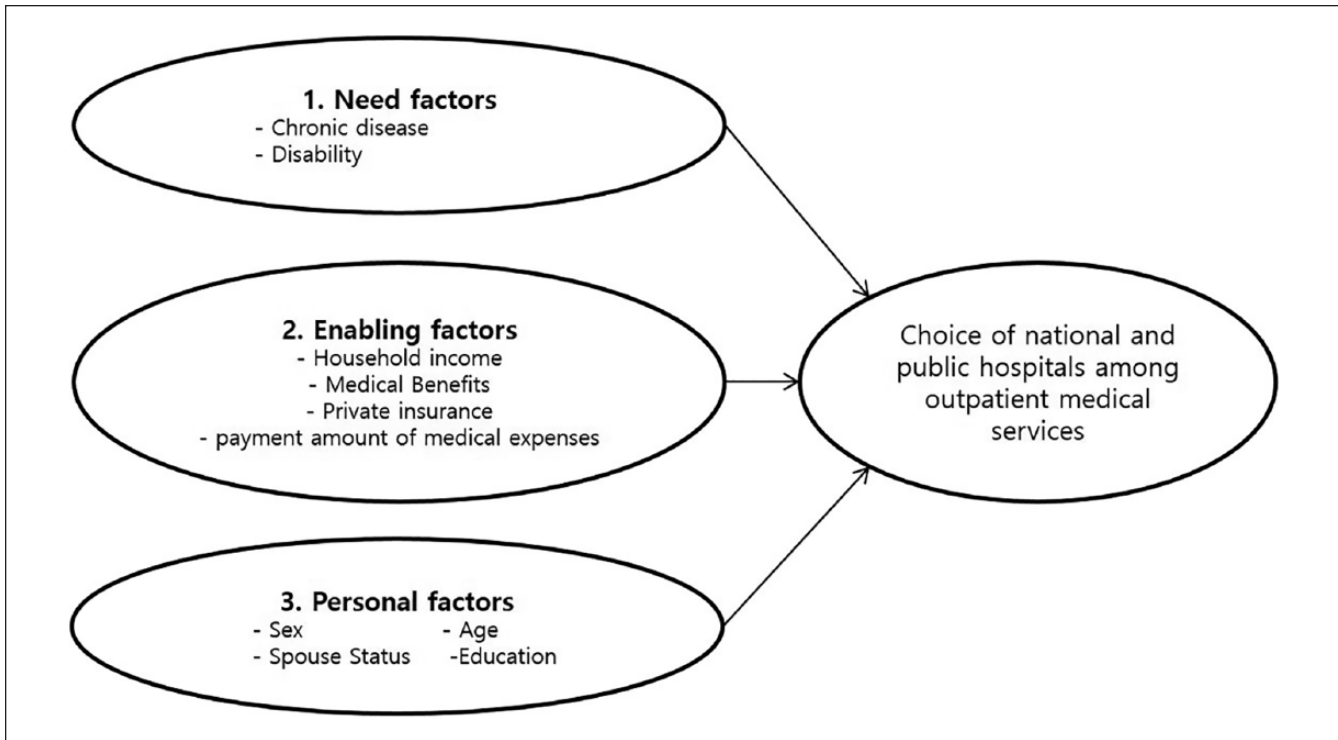 1. Need factors
- Chronic disease
- Disability
2. Enabling factors
- Household income
- Medical Benefits
- Private insurance
- payment amount of medical expenses
3. Personal factors
- Sex - Age
- Spouse Status -Education
Choice of national and
public hospitals among
outpatient medical
services